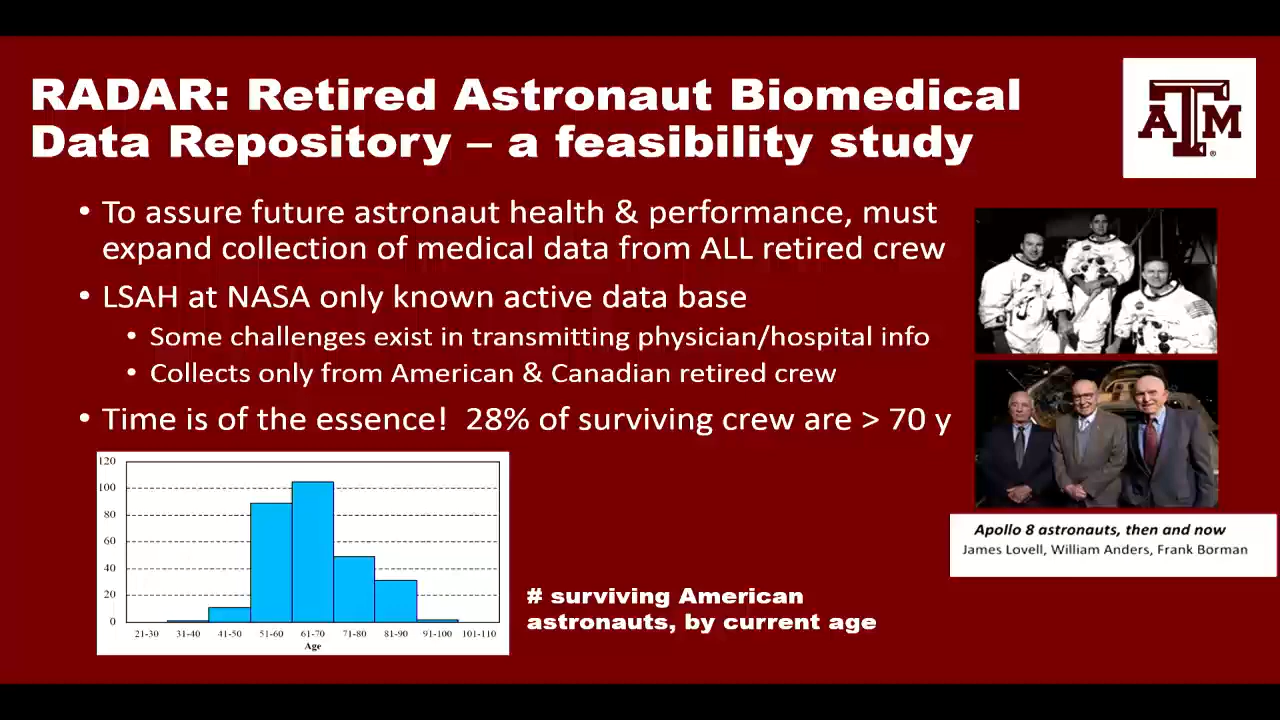 RADAR: Retired Astronaut Biomedical
Data Repository – a feasibility study
ATM
®
• To assure future astronaut health & performance, must
expand collection of medical data from ALL retired crew
• LSAH at NASA only known active data base
• Some challenges exist in transmitting physician/hospital info
• Collects only from American & Canadian retired crew
• Time is of the essence! 28% of surviving crew are > 70 y
120
100
80
60
40
20
0
21-30 31-40 41-50 51-60 61-70 71-80 81-90 91-100 101-110
Age
# surviving American
astronauts, by current age
Apollo 8 astronauts, then and now
James Lovell, William Anders, Frank Borman